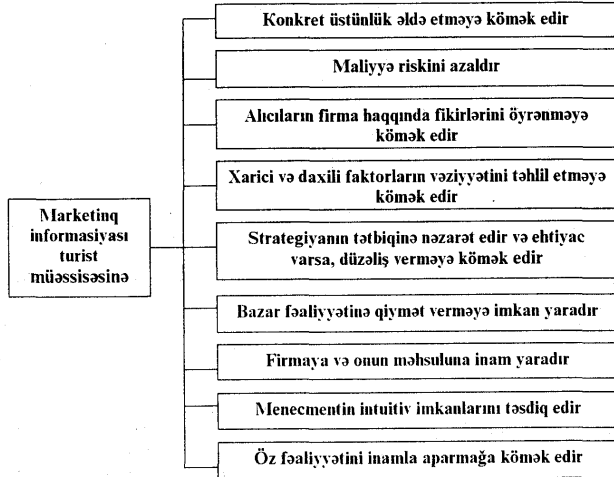 Konkret üstünlük əldə etməyə kömək edir
Maliyyə riskini azaldır
Alıcıların firma haqqında fikirlərini öyrənməyə
kömək edir
Xarici və daxili faktorların vəziyyətini təhlil etməyə
kömək edir
Marketinq
informasiyası
turist
müəssisəsinə
Strategiyanın tətbiqinə nəzarət edir və ehtiyac
varsa, düzəliş verməyə kömək edir
Bazar fəaliyyətinə qiymət verməyə imkan yaradır
Firmaya və onun məhsuluna inam yaradır
Menecmentin intuitiv imkanlarını təsdiq edir
Öz fəaliyyətini inamla aparmağa kömək edir